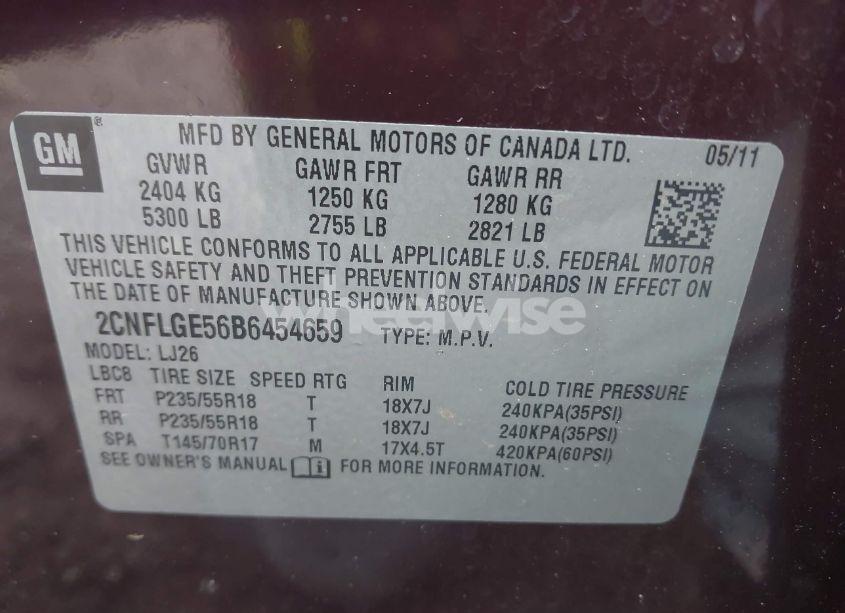 GM
MFD BY GENERAL MOTORS OF CANADA LTD. 05/11
GVWR GAWR FRT GAWR RR
2404 KG 1250 KG 1280 KG
5300 LB 2755 LB 2821 LB
THIS VEHICLE CONFORMS TO ALL APPLICABLE U.S. FEDERAL MOTOR
VEHICLE SAFETY AND THEFT PREVENTION STANDARDS IN EFFECT ON
THE DATE OF MANUFACTURE SHOWN ABOVE.
wheelwise
2CNFLGE56B6454659 TYPE: M.P.V.
MODEL: LJ26
LBC8 TIRE SIZE SPEED RTG RIM COLD TIRE PRESSURE
FRT P235/55R18 T 18X7J 240KPA(35PSI)
RR P235/55R18 T 18X7J 240KPA(35PSI)
SPA T145/70R17 M 17X4.5T 420KPA(60PSI)
SEE OWNER'S MANUAL FOR MORE INFORMATION.